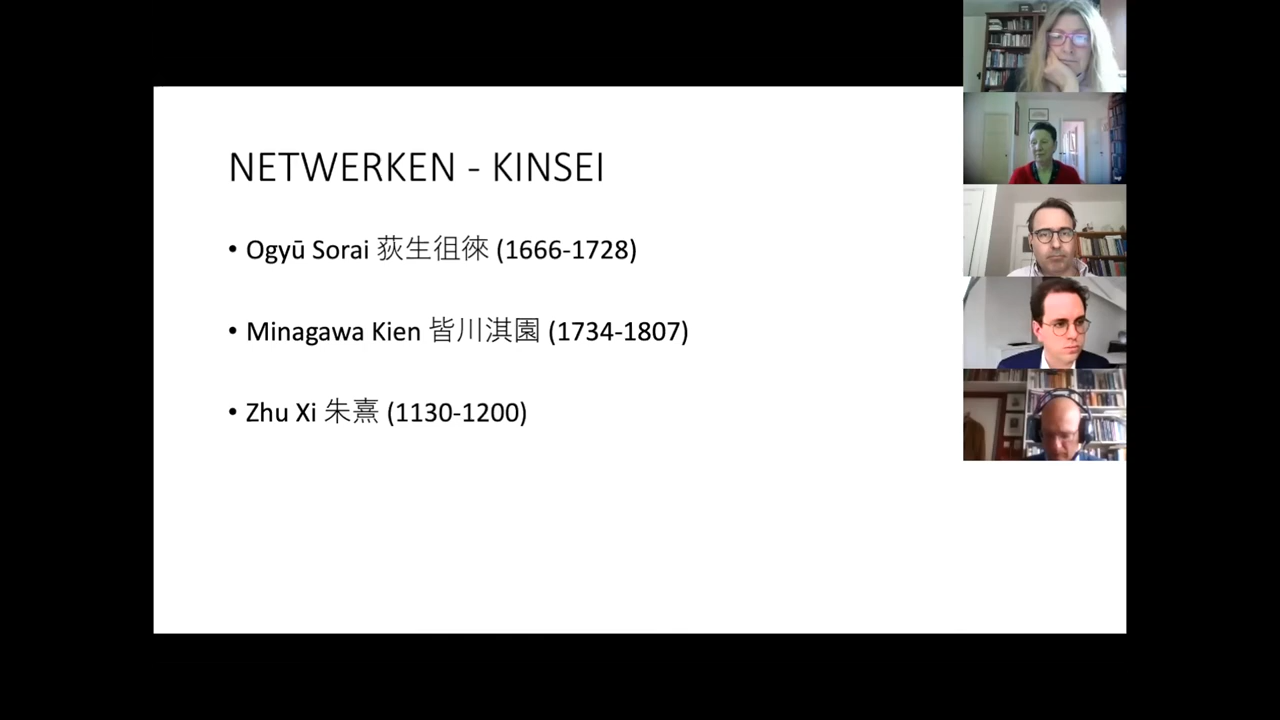 NETWERKEN - KINSEI
• Ogyū Sorai 荻生徂徠 (1666-1728)
• Minagawa Kien 皆川淇園 (1734-1807)
• Zhu Xi 朱熹 (1130-1200)